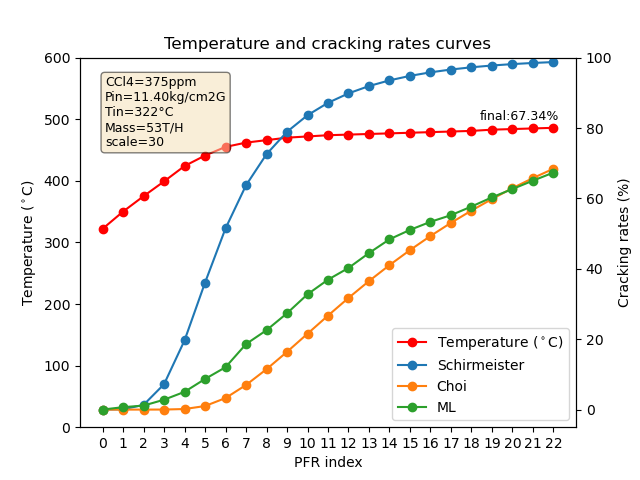 Temperature and cracking rates curves
600
500
400
300
200
100
0
Temperature (°C)
CCl4=375ppm
Pin=11.40kg/cm2G
Tin=322°C
Mass=53T/H
scale=30
final:67.34%
100
80
60
40
20
0
Cracking rates (%)
Temperature (°C)
Schirmeister
Choi
ML
0 1 2 3 4 5 6 7 8 9 10 11 12 13 14 15 16 17 18 19 20 21 22
PFR index